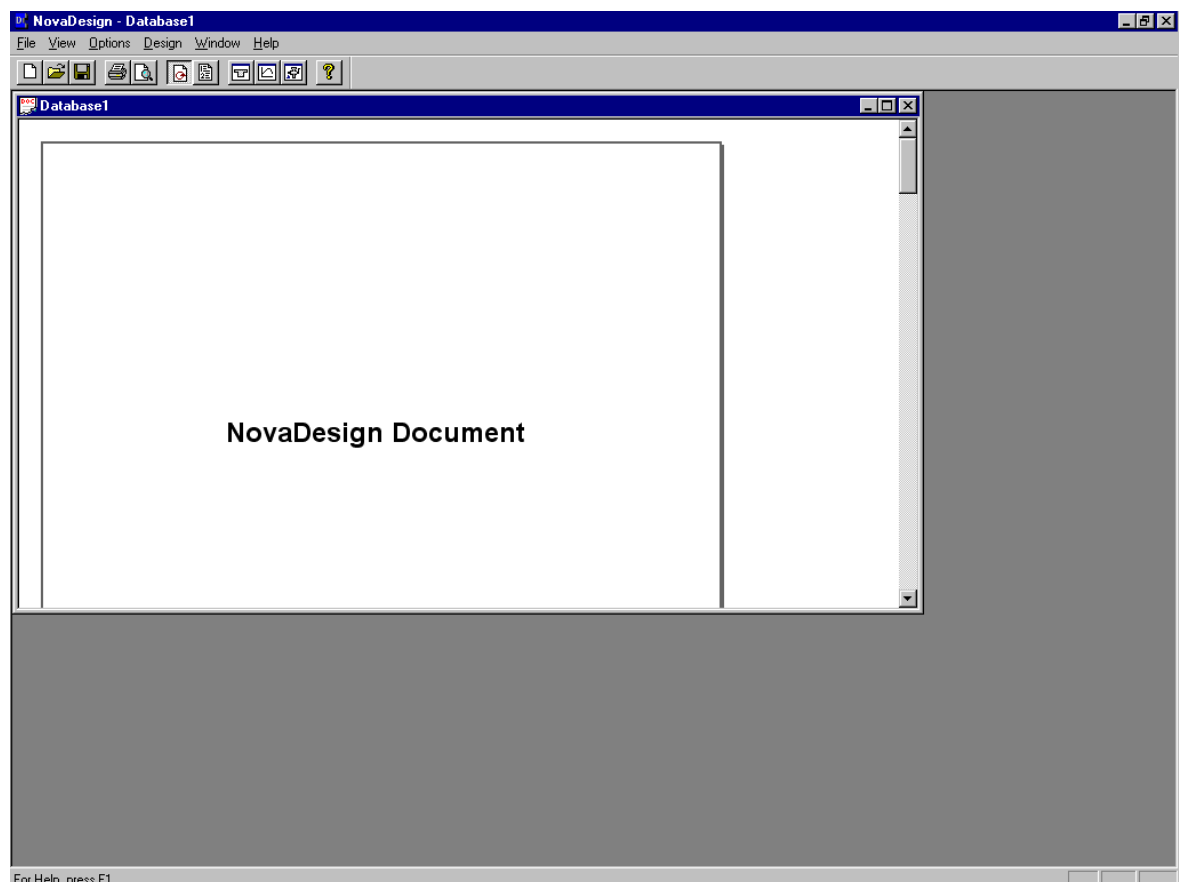 NovaDesign - Database1
File View Options Design Window Help
Database1
NovaDesign Document
For Help, press F1